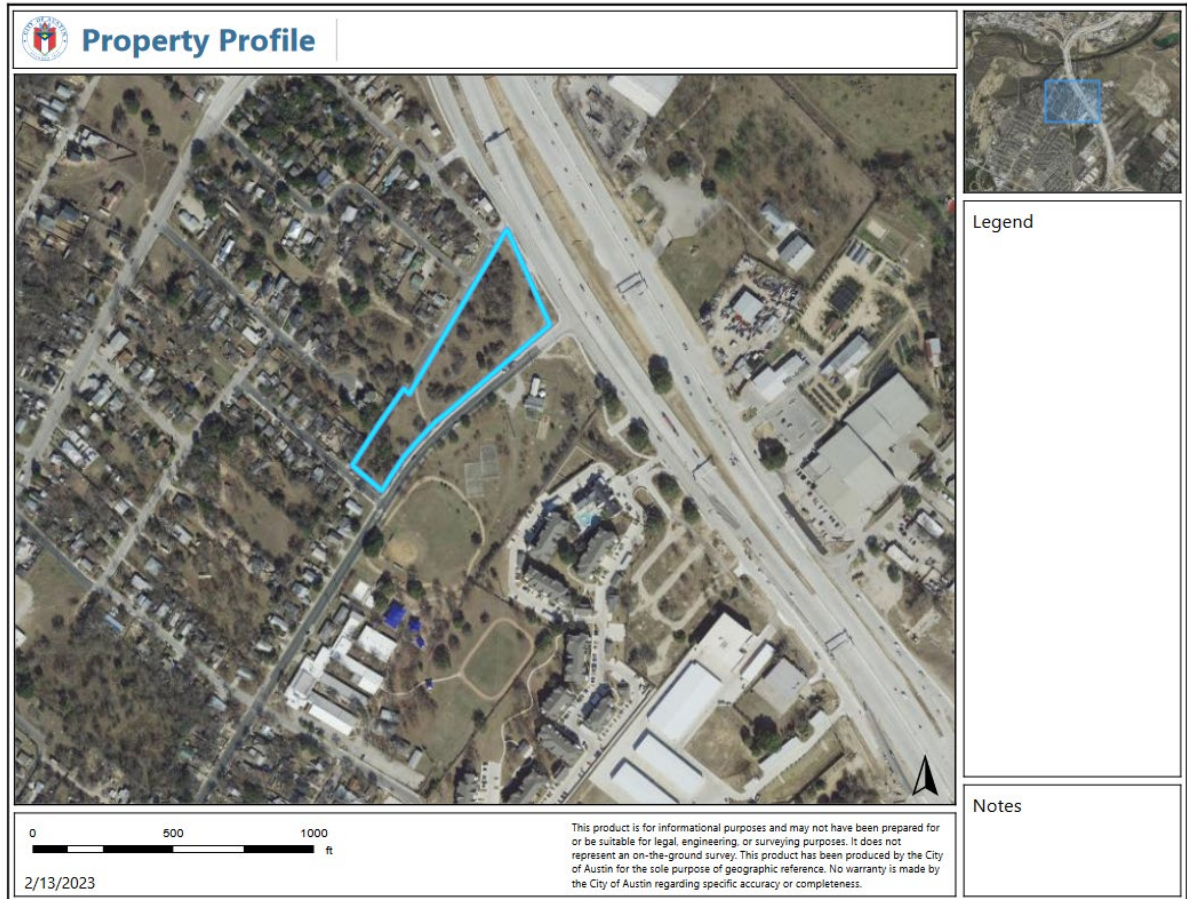 Property Profile
Legend
Notes
0 500 1000
ft
2/13/2023
This product is for informational purposes and may not have been prepared for
or be suitable for legal, engineering, or surveying purposes. It does not
represent an on-the-ground survey. This product has been produced by the City
of Austin for the sole purpose of geographic reference. No warranty is made by
the City of Austin regarding specific accuracy or completeness.